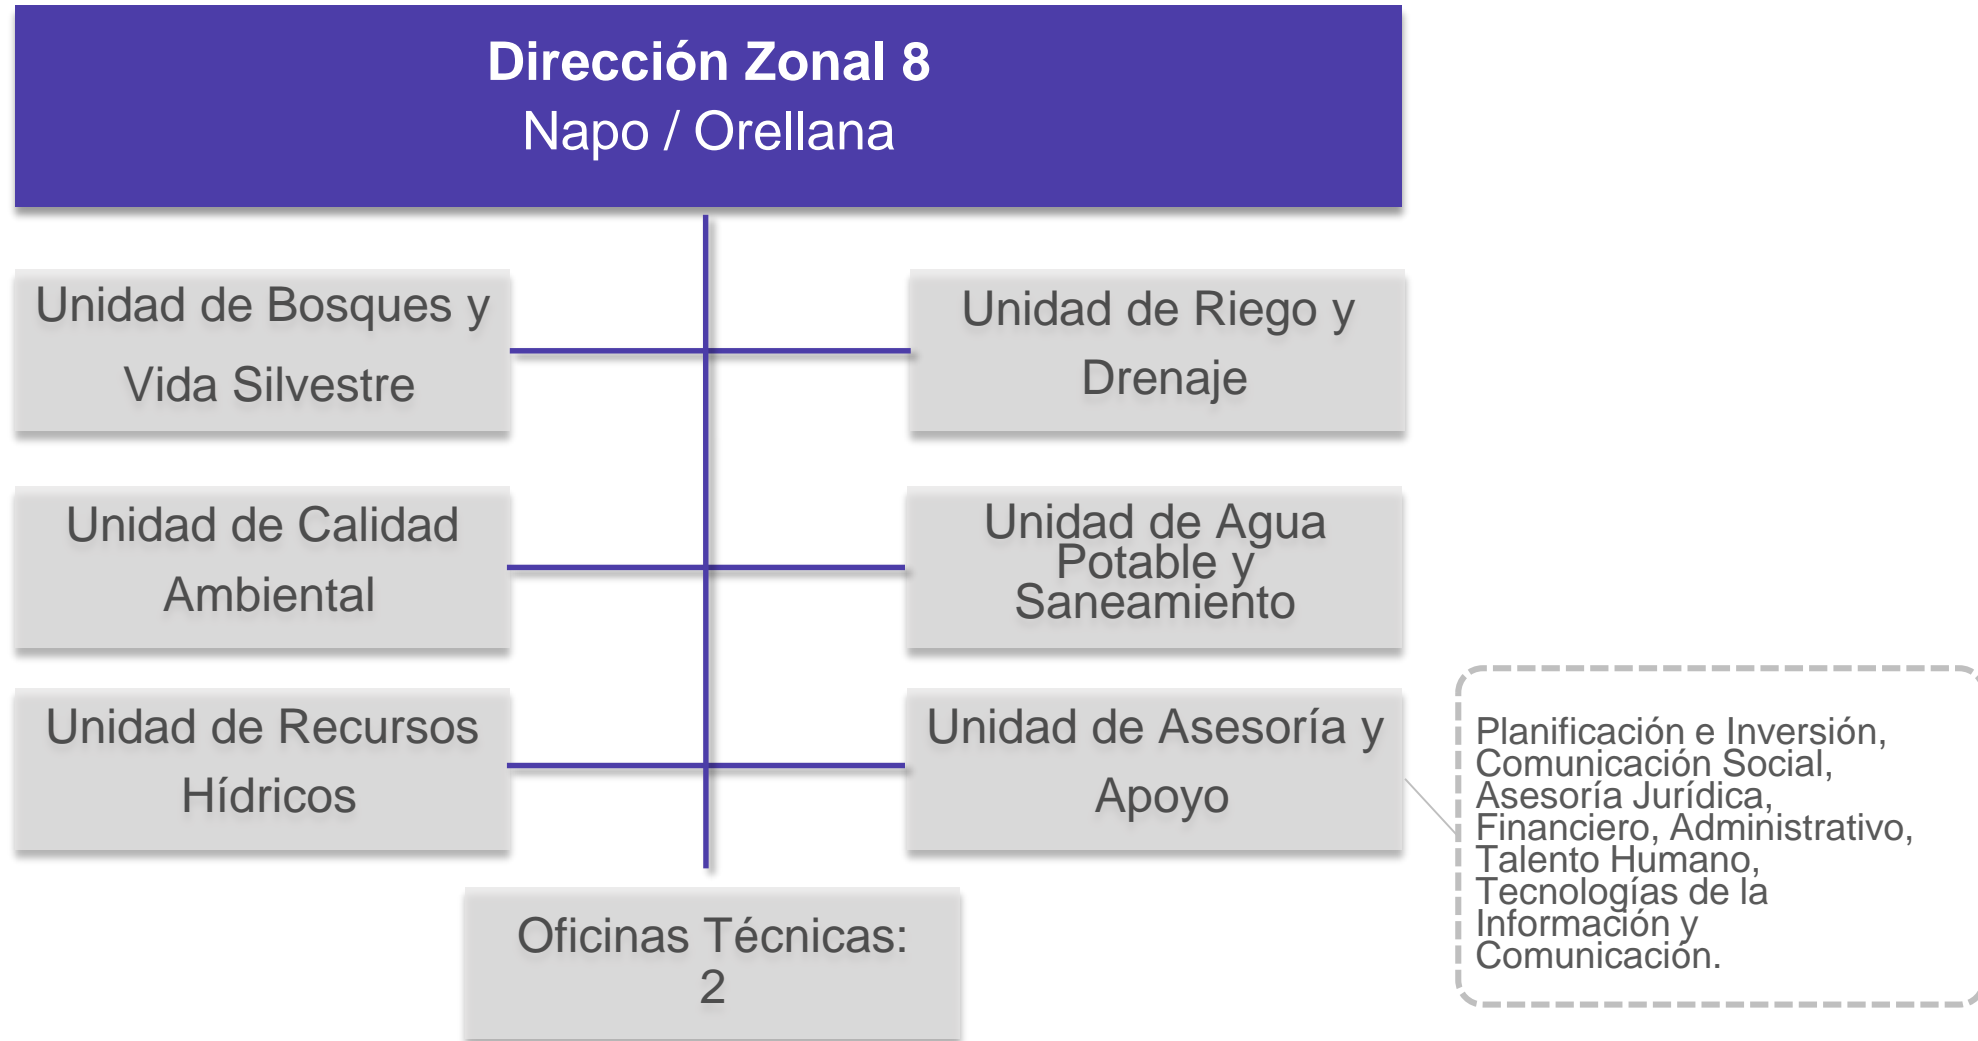 Dirección Zonal 8
Napo / Orellana
Unidad de Bosques y
Vida Silvestre
Unidad de Riego y
Drenaje
Unidad de Calidad
Ambiental
Unidad de Agua
Potable y
Saneamiento
Unidad de Recursos
Hídricos
Unidad de Asesoría y
Apoyo
Planificación e Inversión,
Comunicación Social,
Asesoría Jurídica,
Financiero, Administrativo,
Talento Humano,
Tecnologías de la
Información y
Comunicación.
Oficinas Técnicas:
2